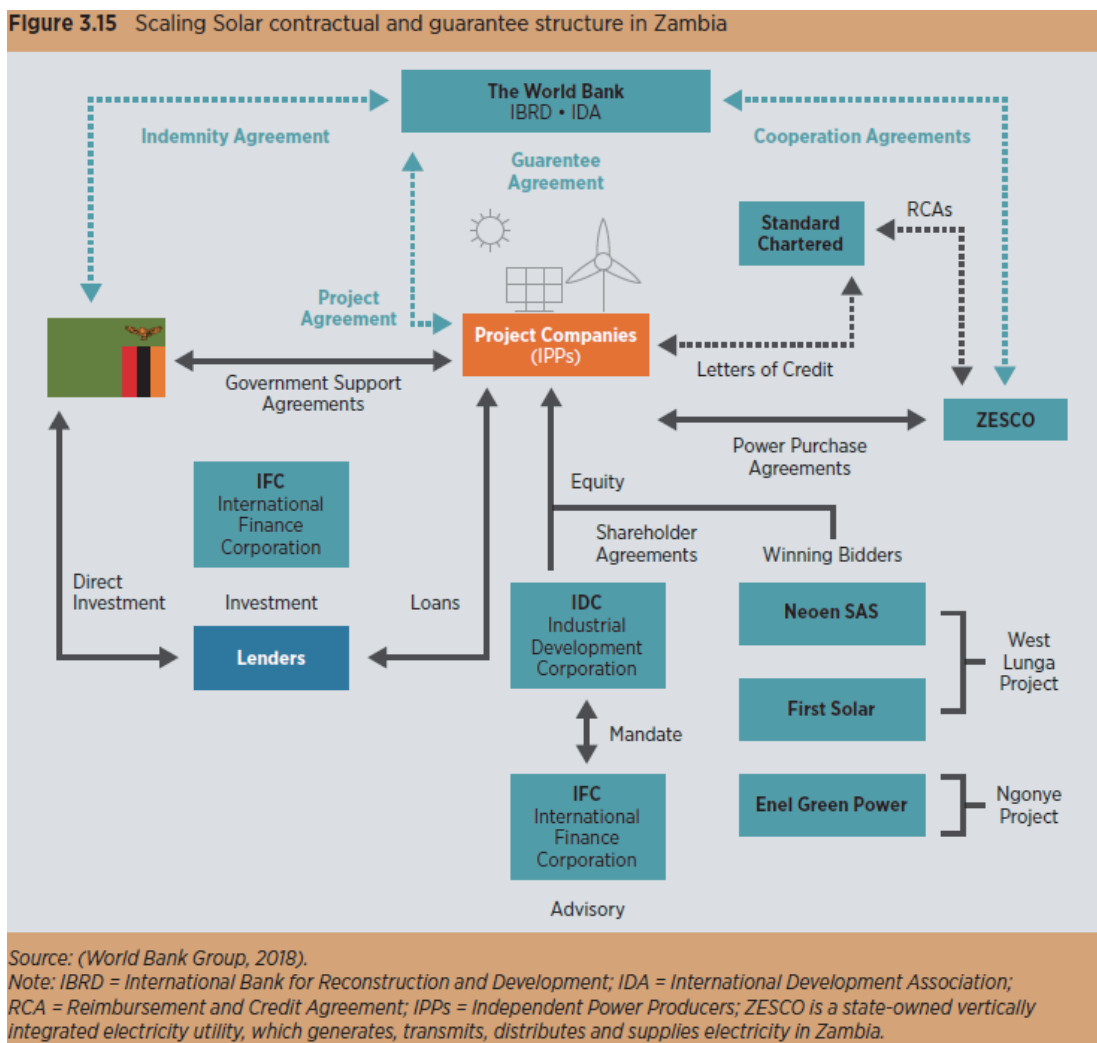 Figure 3.15 Scaling Solar contractual and guarantee structure in Zambia
The World Bank
IBRD • IDA
Indemnity Agreement
Cooperation Agreements
Guarentee
Agreement
Standard
Chartered
RCAs
Project
Agreement
Project Companies
(IPPs)
Letters of Credit
Government Support
Agreements
ZESCO
Power Purchase
Agreements
IFC
International
Finance
Corporation
Equity
Shareholder
Agreements
Winning Bidders
Direct
Investment
Investment
Loans
Lenders
IDC
Industrial
Development
Corporation
Neoen SAS
First Solar
West
Lunga
Project
Mandate
IFC
International
Finance
Corporation
Enel Green Power
Ngonye
Project
Advisory
Source: (World Bank Group, 2018).
Note: IBRD = International Bank for Reconstruction and Development; IDA = International Development Association;
RCA = Reimbursement and Credit Agreement; IPPs = Independent Power Producers; ZESCO is a state-owned vertically
integrated electricity utility, which generates, transmits, distributes and supplies electricity in Zambia.